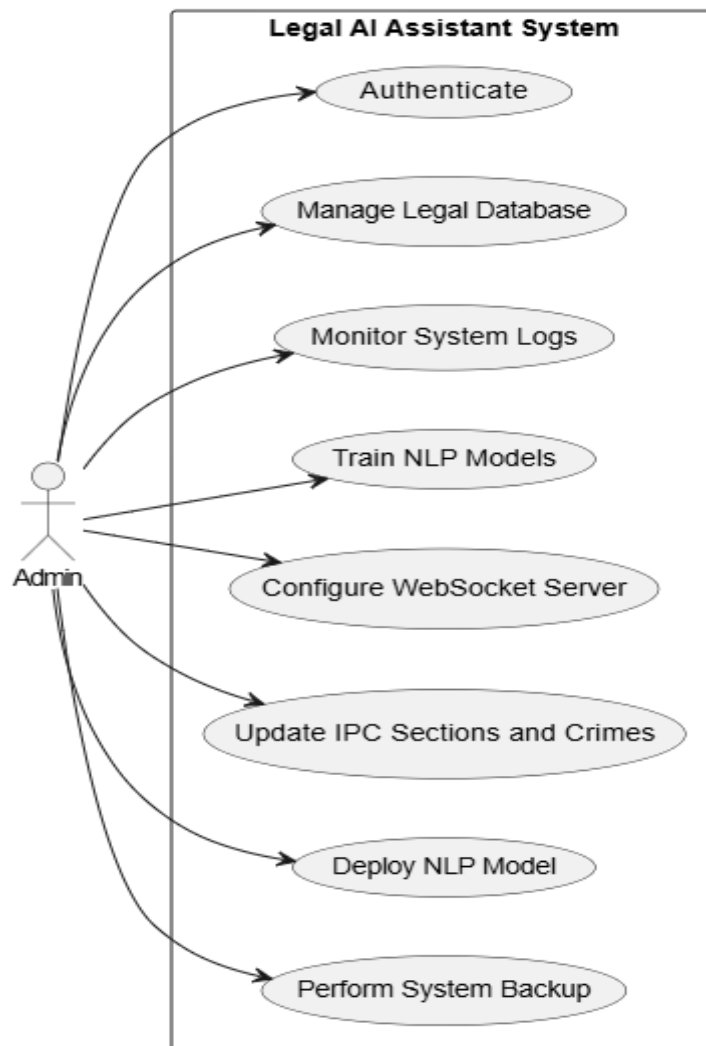 Legal AI Assistant System
Authenticate
Manage Legal Database
Monitor System Logs
Train NLP Models
Configure WebSocket Server
Admin
Update IPC Sections and Crimes
Deploy NLP Model
Perform System Backup